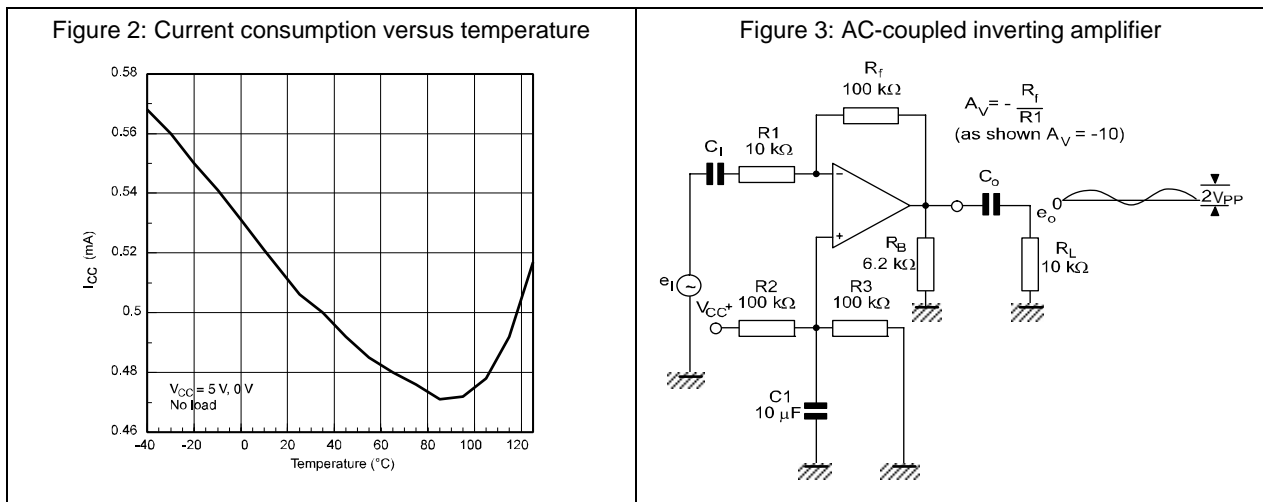 Figure 2: Current consumption versus temperature
0.58
0.56
0.54
0.52
0.5
0.48
0.46
I_CC (mA)
V_CC = 5 V, 0 V
No load
-40 -20 0 20 40 60 80 100 120
Temperature (°C)
Figure 3: AC-coupled inverting amplifier
R_f
100 kΩ
A_V = - R_f
R1
(as shown A_V = -10)
C_I
R1
10 kΩ
−
+
C_o
e_o
0
2V_PP
R_B
6.2 kΩ
R_L
10 kΩ
e_I
~
V_CC+
R2
100 kΩ
R3
100 kΩ
C1
10 µF